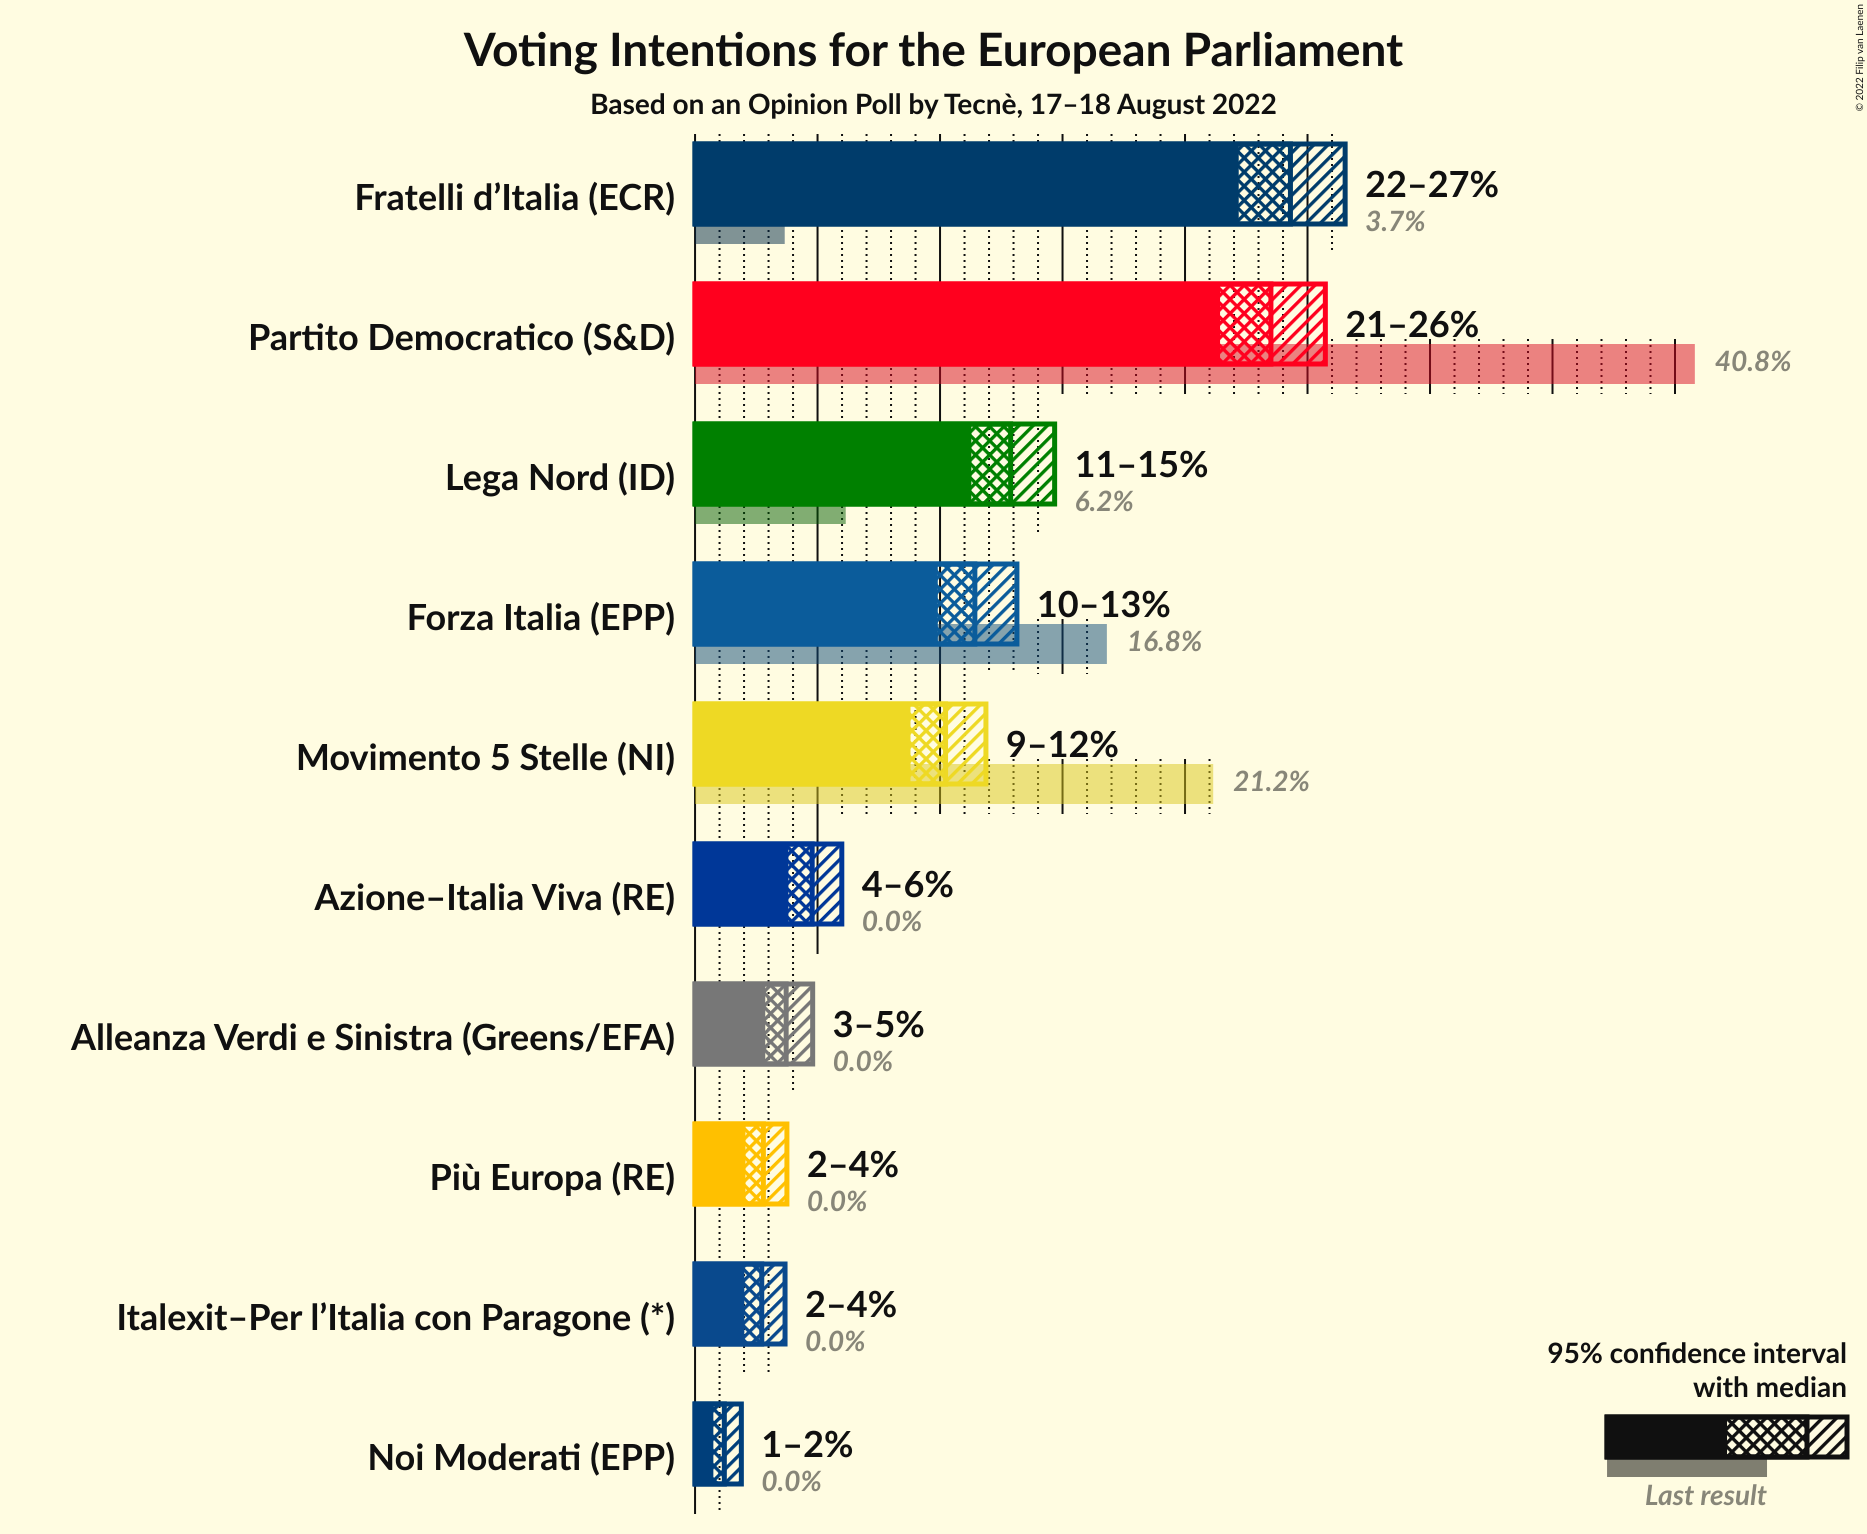 Voting Intentions for the European Parliament
Based on an Opinion Poll by Tecnè, 17–18 August 2022
© 2022 Filip van Laenen
Fratelli d’Italia (ECR)
22–27%
3.7%
Partito Democratico (S&D)
21–26%
40.8%
Lega Nord (ID)
11–15%
6.2%
Forza Italia (EPP)
10–13%
16.8%
Movimento 5 Stelle (NI)
9–12%
21.2%
Azione–Italia Viva (RE)
4–6%
0.0%
Alleanza Verdi e Sinistra (Greens/EFA)
3–5%
0.0%
Più Europa (RE)
2–4%
0.0%
Italexit–Per l’Italia con Paragone (*)
2–4%
0.0%
Noi Moderati (EPP)
1–2%
0.0%
95% confidence interval
with median
Last result